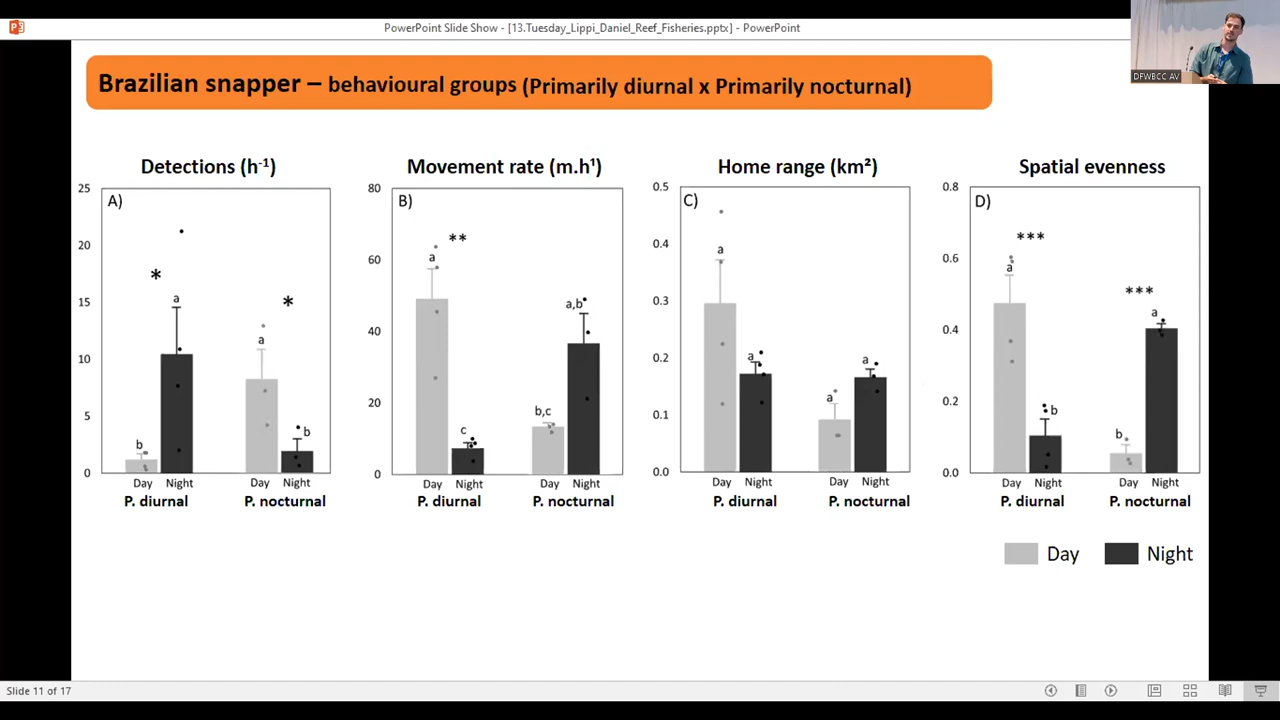 PowerPoint Slide Show - [13.Tuesday_Lippi_Daniel_Reef_Fisheries.pptx] - PowerPoint
DFWBCC AV
Brazilian snapper – behavioural groups (Primarily diurnal x Primarily nocturnal)
Detections (h⁻¹)
A)
25
20
15
10
5
0
*
*
b
a
a
b
Day Night Day Night
P. diurnal P. nocturnal
Movement rate (m.h¹)
B)
80
60
40
20
0
**
a
c
b,c
a,b
Day Night Day Night
P. diurnal P. nocturnal
Home range (km²)
C)
0.5
0.4
0.3
0.2
0.1
0.0
a
a
a
a
Day Night Day Night
P. diurnal P. nocturnal
Spatial evenness
D)
0.8
0.6
0.4
0.2
0.0
***
***
a
b
b
a
Day Night Day Night
P. diurnal P. nocturnal
Day Night
Slide 11 of 17